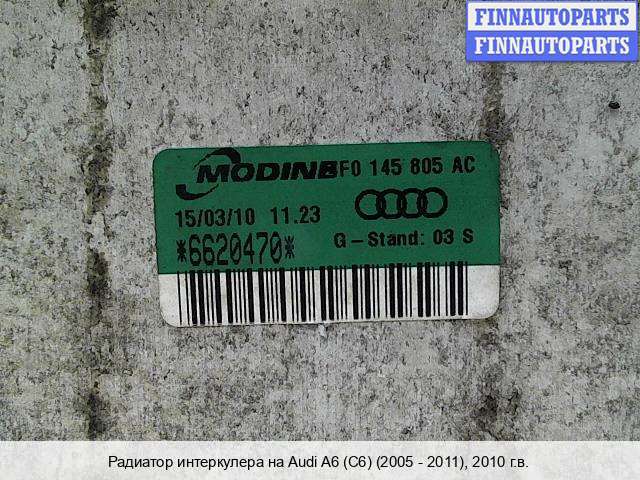 FINNAUTOPARTS
FINNAUTOPARTS
MODINE F0 145 805 AC
15/03/10 11.23
*6620470* G-Stand: 03 S
Радиатор интеркулера на Audi A6 (C6) (2005 - 2011), 2010 г.в.